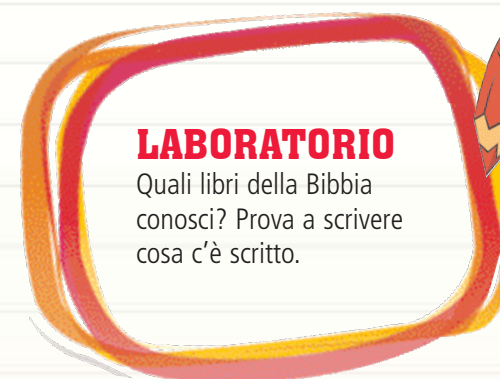 LABORATORIO
Quali libri della Bibbia
conosci? Prova a scrivere
cosa c'è scritto.